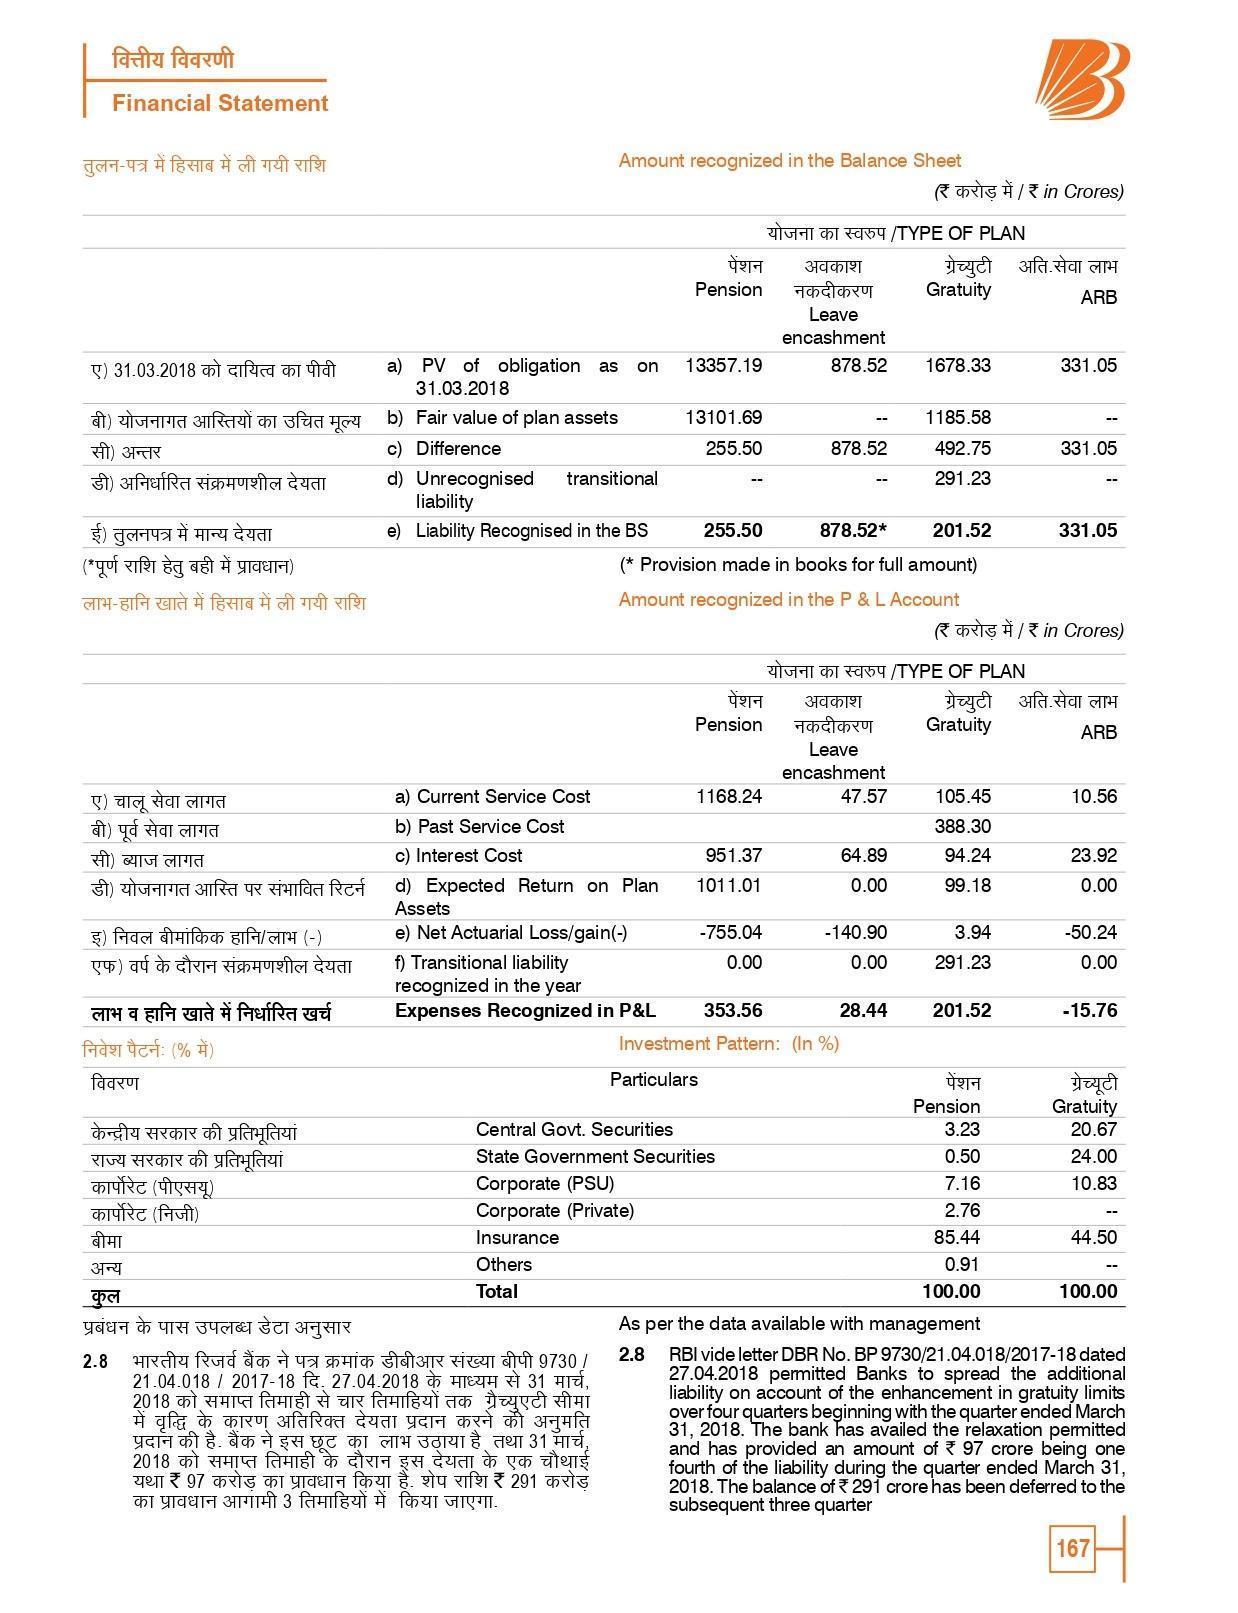 वित्तीय विवरणी
Financial Statement
तुलन-पत्र में हिसाब में ली गयी राशि
Amount recognized in the Balance Sheet
(₹ करोड़ में / ₹ in Crores)
योजना का स्वरुप /TYPE OF PLAN
पेंशन अवकाश ग्रेच्युटी अति.सेवा लाभ
Pension नकदीकरण Gratuity ARB
Leave
encashment
ए) 31.03.2018 को दायित्व का पीवी a) PV of obligation as on 13357.19 878.52 1678.33 331.05
31.03.2018
बी) योजनागत आस्तियों का उचित मूल्य b) Fair value of plan assets 13101.69 -- 1185.58 --
सी) अन्तर c) Difference 255.50 878.52 492.75 331.05
डी) अनिर्धारित संक्रमणशील देयता d) Unrecognised transitional -- -- 291.23 --
liability
ई) तुलनपत्र में मान्य देयता e) Liability Recognised in the BS 255.50 878.52* 201.52 331.05
(*पूर्ण राशि हेतु बही में प्रावधान) (* Provision made in books for full amount)
लाभ-हानि खाते में हिसाब में ली गयी राशि
Amount recognized in the P & L Account
(₹ करोड़ में / ₹ in Crores)
योजना का स्वरुप /TYPE OF PLAN
पेंशन अवकाश ग्रेच्युटी अति.सेवा लाभ
Pension नकदीकरण Gratuity ARB
Leave
encashment
ए) चालू सेवा लागत a) Current Service Cost 1168.24 47.57 105.45 10.56
बी) पूर्व सेवा लागत b) Past Service Cost 388.30
सी) ब्याज लागत c) Interest Cost 951.37 64.89 94.24 23.92
डी) योजनागत आस्ति पर संभावित रिटर्न d) Expected Return on Plan 1011.01 0.00 99.18 0.00
Assets
इ) निवल बीमांकिक हानि/लाभ (-) e) Net Actuarial Loss/gain(-) -755.04 -140.90 3.94 -50.24
एफ) वर्ष के दौरान संक्रमणशील देयता f) Transitional liability 0.00 0.00 291.23 0.00
recognized in the year
लाभ व हानि खाते में निर्धारित खर्च Expenses Recognized in P&L 353.56 28.44 201.52 -15.76
निवेश पैटर्न: (% में) Investment Pattern: (In %)
विवरण Particulars पेंशन ग्रेच्यूटी
Pension Gratuity
केन्द्रीय सरकार की प्रतिभूतियां Central Govt. Securities 3.23 20.67
राज्य सरकार की प्रतिभूतियां State Government Securities 0.50 24.00
कार्पोरेट (पीएसयू) Corporate (PSU) 7.16 10.83
कार्पोरेट (निजी) Corporate (Private) 2.76 --
बीमा Insurance 85.44 44.50
अन्य Others 0.91 --
कुल Total 100.00 100.00
प्रबंधन के पास उपलब्ध डेटा अनुसार
2.8 भारतीय रिजर्व बैंक ने पत्र क्रमांक डीबीआर संख्या बीपी 9730 /
21.04.018 / 2017-18 दि. 27.04.2018 के माध्यम से 31 मार्च,
2018 को समाप्त तिमाही से चार तिमाहियों तक ग्रैच्युएटी सीमा
में वृद्धि के कारण अतिरिक्त देयता प्रदान करने की अनुमति
प्रदान की है. बैंक ने इस छूट का लाभ उठाया है तथा 31 मार्च,
2018 को समाप्त तिमाही के दौरान इस देयता के एक चौथाई
यथा ₹ 97 करोड़ का प्रावधान किया है. शेष राशि ₹ 291 करोड़
का प्रावधान आगामी 3 तिमाहियों में किया जाएगा.
As per the data available with management
2.8 RBI vide letter DBR No. BP 9730/21.04.018/2017-18 dated
27.04.2018 permitted Banks to spread the additional
liability on account of the enhancement in gratuity limits
over four quarters beginning with the quarter ended March
31, 2018. The bank has availed the relaxation permitted
and has provided an amount of ₹ 97 crore being one
fourth of the liability during the quarter ended March 31,
2018. The balance of ₹ 291 crore has been deferred to the
subsequent three quarter
167